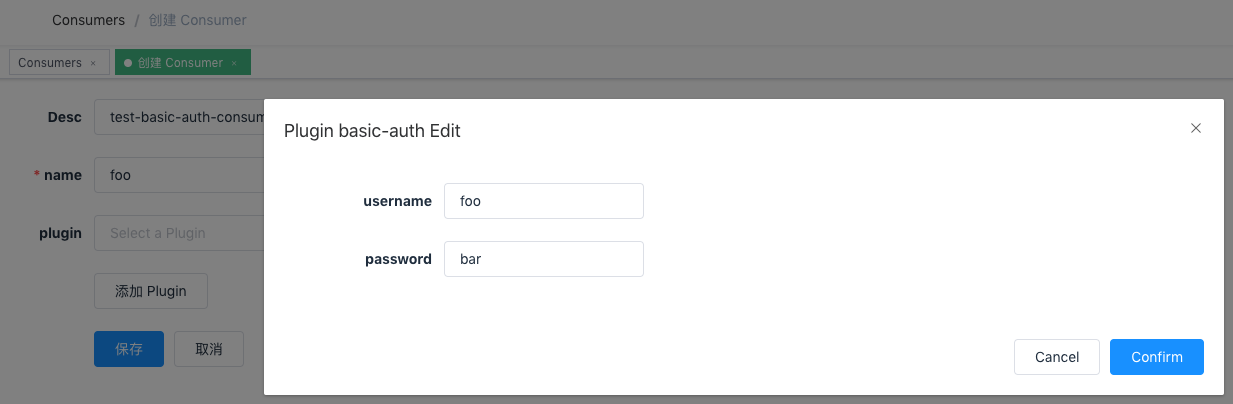 Consumers / 创建 Consumer
Consumers × 创建 Consumer ×
Desc test-basic-auth-consum
Plugin basic-auth Edit ×
* name foo
username foo
plugin Select a Plugin
password bar
添加 Plugin
保存 取消
Cancel Confirm